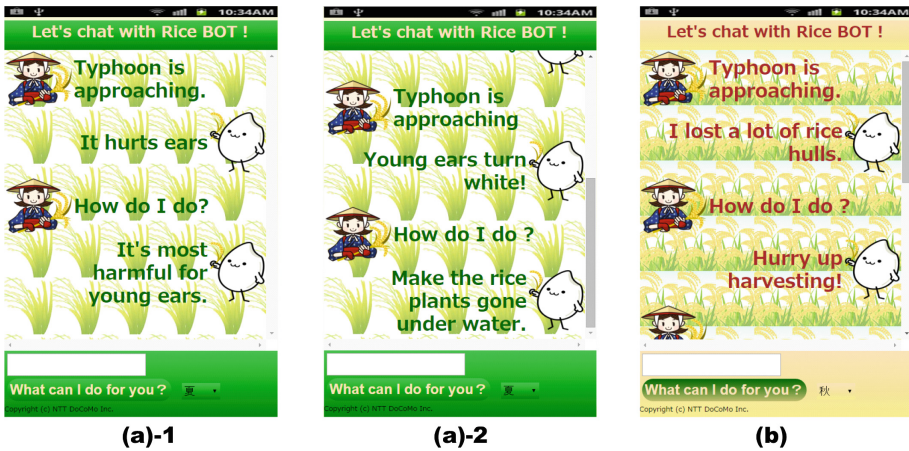 10:34AM
Let's chat with Rice BOT !
Typhoon is
approaching.
It hurts ears
How do I do?
It's most
harmful for
young ears.
What can I do for you ?
夏
Copyright (c) NTT DoCoMo Inc.
(a)-1
10:34AM
Let's chat with Rice BOT !
Typhoon is
approaching
Young ears turn
white!
How do I do ?
Make the rice
plants gone
under water.
What can I do for you ?
夏
Copyright (c) NTT DoCoMo Inc.
(a)-2
10:34AM
Let's chat with Rice BOT !
Typhoon is
approaching.
I lost a lot of rice
hulls.
How do I do ?
Hurry up
harvesting!
What can I do for you ?
秋
Copyright (c) NTT DoCoMo Inc.
(b)